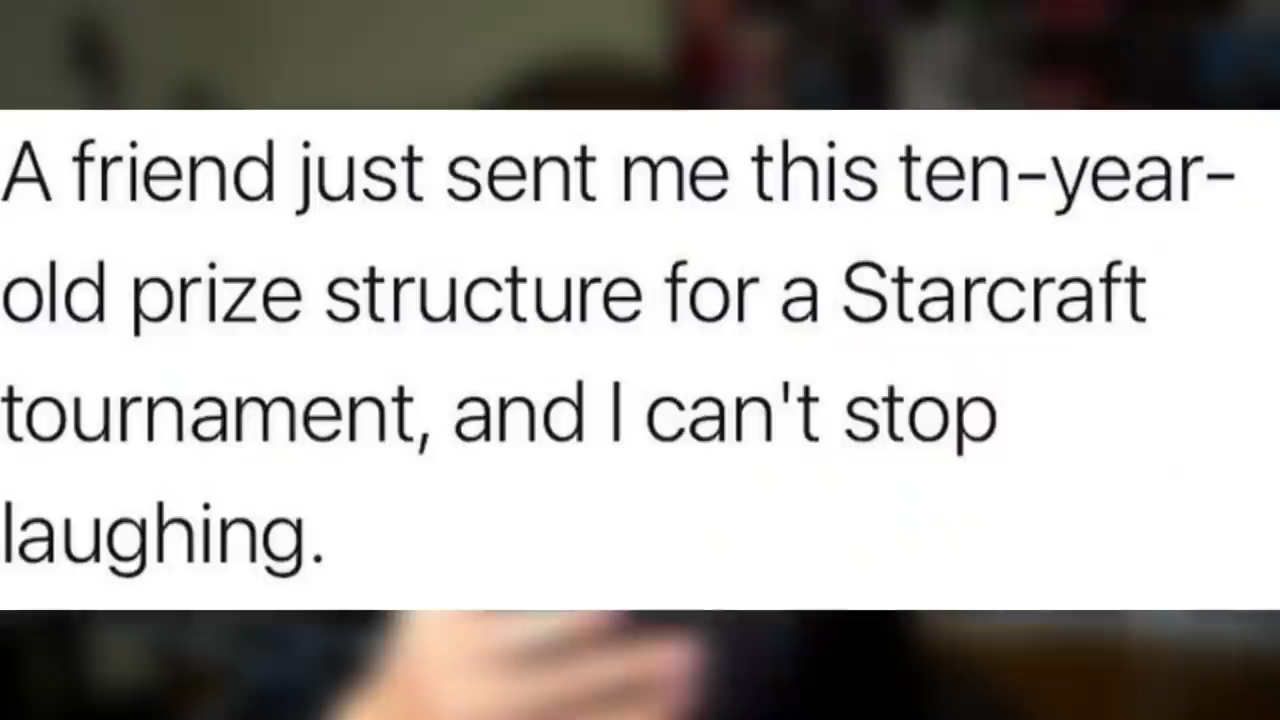 A friend just sent me this ten-year-
old prize structure for a Starcraft
tournament, and I can't stop
laughing.